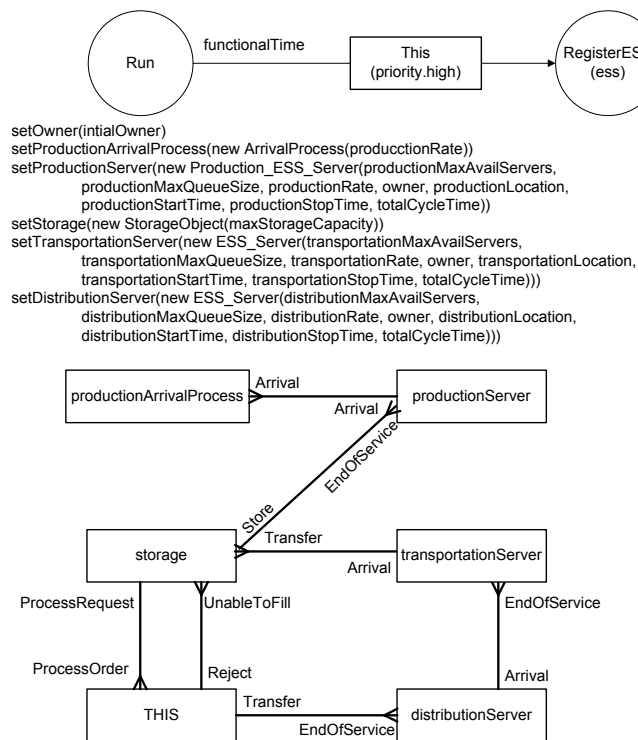 functionalTime
Run
This
(priority.high)
RegisterES
(ess)
setOwner(intialOwner)
setProductionArrivalProcess(new ArrivalProcess(producctionRate))
setProductionServer(new Production_ESS_Server(productionMaxAvailServers,
productionMaxQueueSize, productionRate, owner, productionLocation,
productionStartTime, productionStopTime, totalCycleTime))
setStorage(new StorageObject(maxStorageCapacity))
setTransportationServer(new ESS_Server(transportationMaxAvailServers,
transportationMaxQueueSize, transportationRate, owner, transportationLocation,
transportationStartTime, transportationStopTime, totalCycleTime)))
setDistributionServer(new ESS_Server(distributionMaxAvailServers,
distributionMaxQueueSize, distributionRate, owner, distributionLocation,
distributionStartTime, distributionStopTime, totalCycleTime)))
productionArrivalProcess
Arrival
Arrival
productionServer
EndOfService
Store
storage
Transfer
Arrival
transportationServer
ProcessRequest
UnableToFill
EndOfService
ProcessOrder
Reject
Arrival
THIS
Transfer
EndOfService
distributionServer